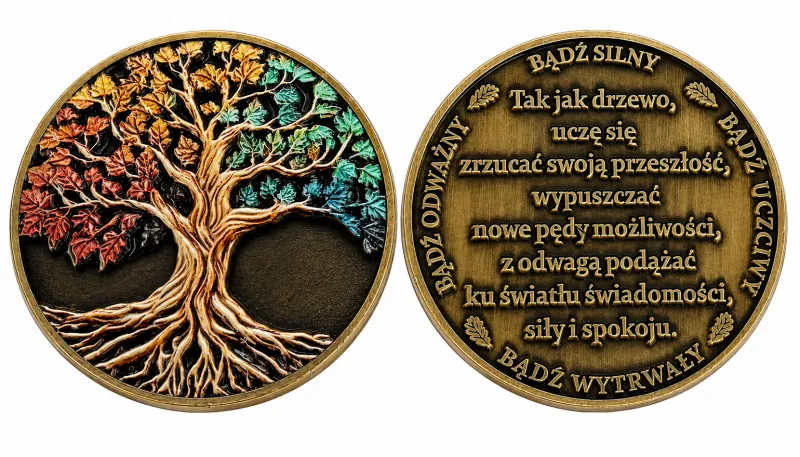 BĄDŹ SILNY
BĄDŹ ODWAŻNY
BĄDŹ UCZCIWY
Tak jak drzewo,
uczę się
zrzucać swoją przeszłość,
wypuszczać
nowe pędy możliwości,
z odwagą podążać
ku światłu świadomości,
siły i spokoju.
BĄDŹ WYTRWAŁY